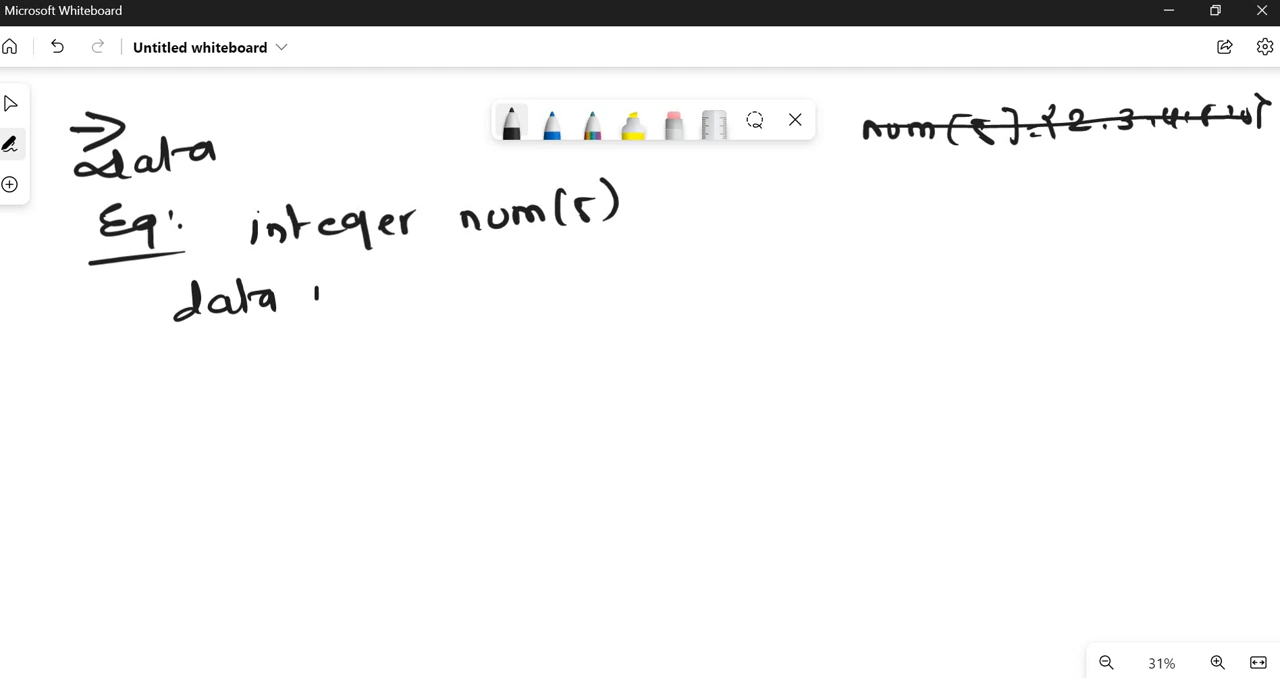 Microsoft Whiteboard
Untitled whiteboard
data
Eg:
integer num(5)
data
31%